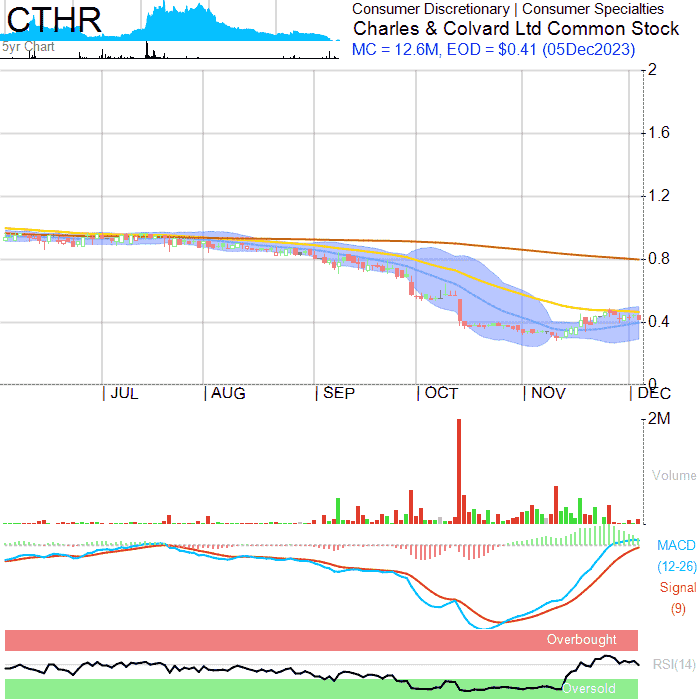 CTHR
5yr Chart
Consumer Discretionary | Consumer Specialties
Charles & Colvard Ltd Common Stock
MC = 12.6M, EOD = $0.41 (05Dec2023)
2
1.6
1.2
0.8
0.4
0
JUL AUG SEP OCT NOV DEC
2M
Volume
MACD
(12-26)
Signal
(9)
Overbought
RSI(14)
Oversold